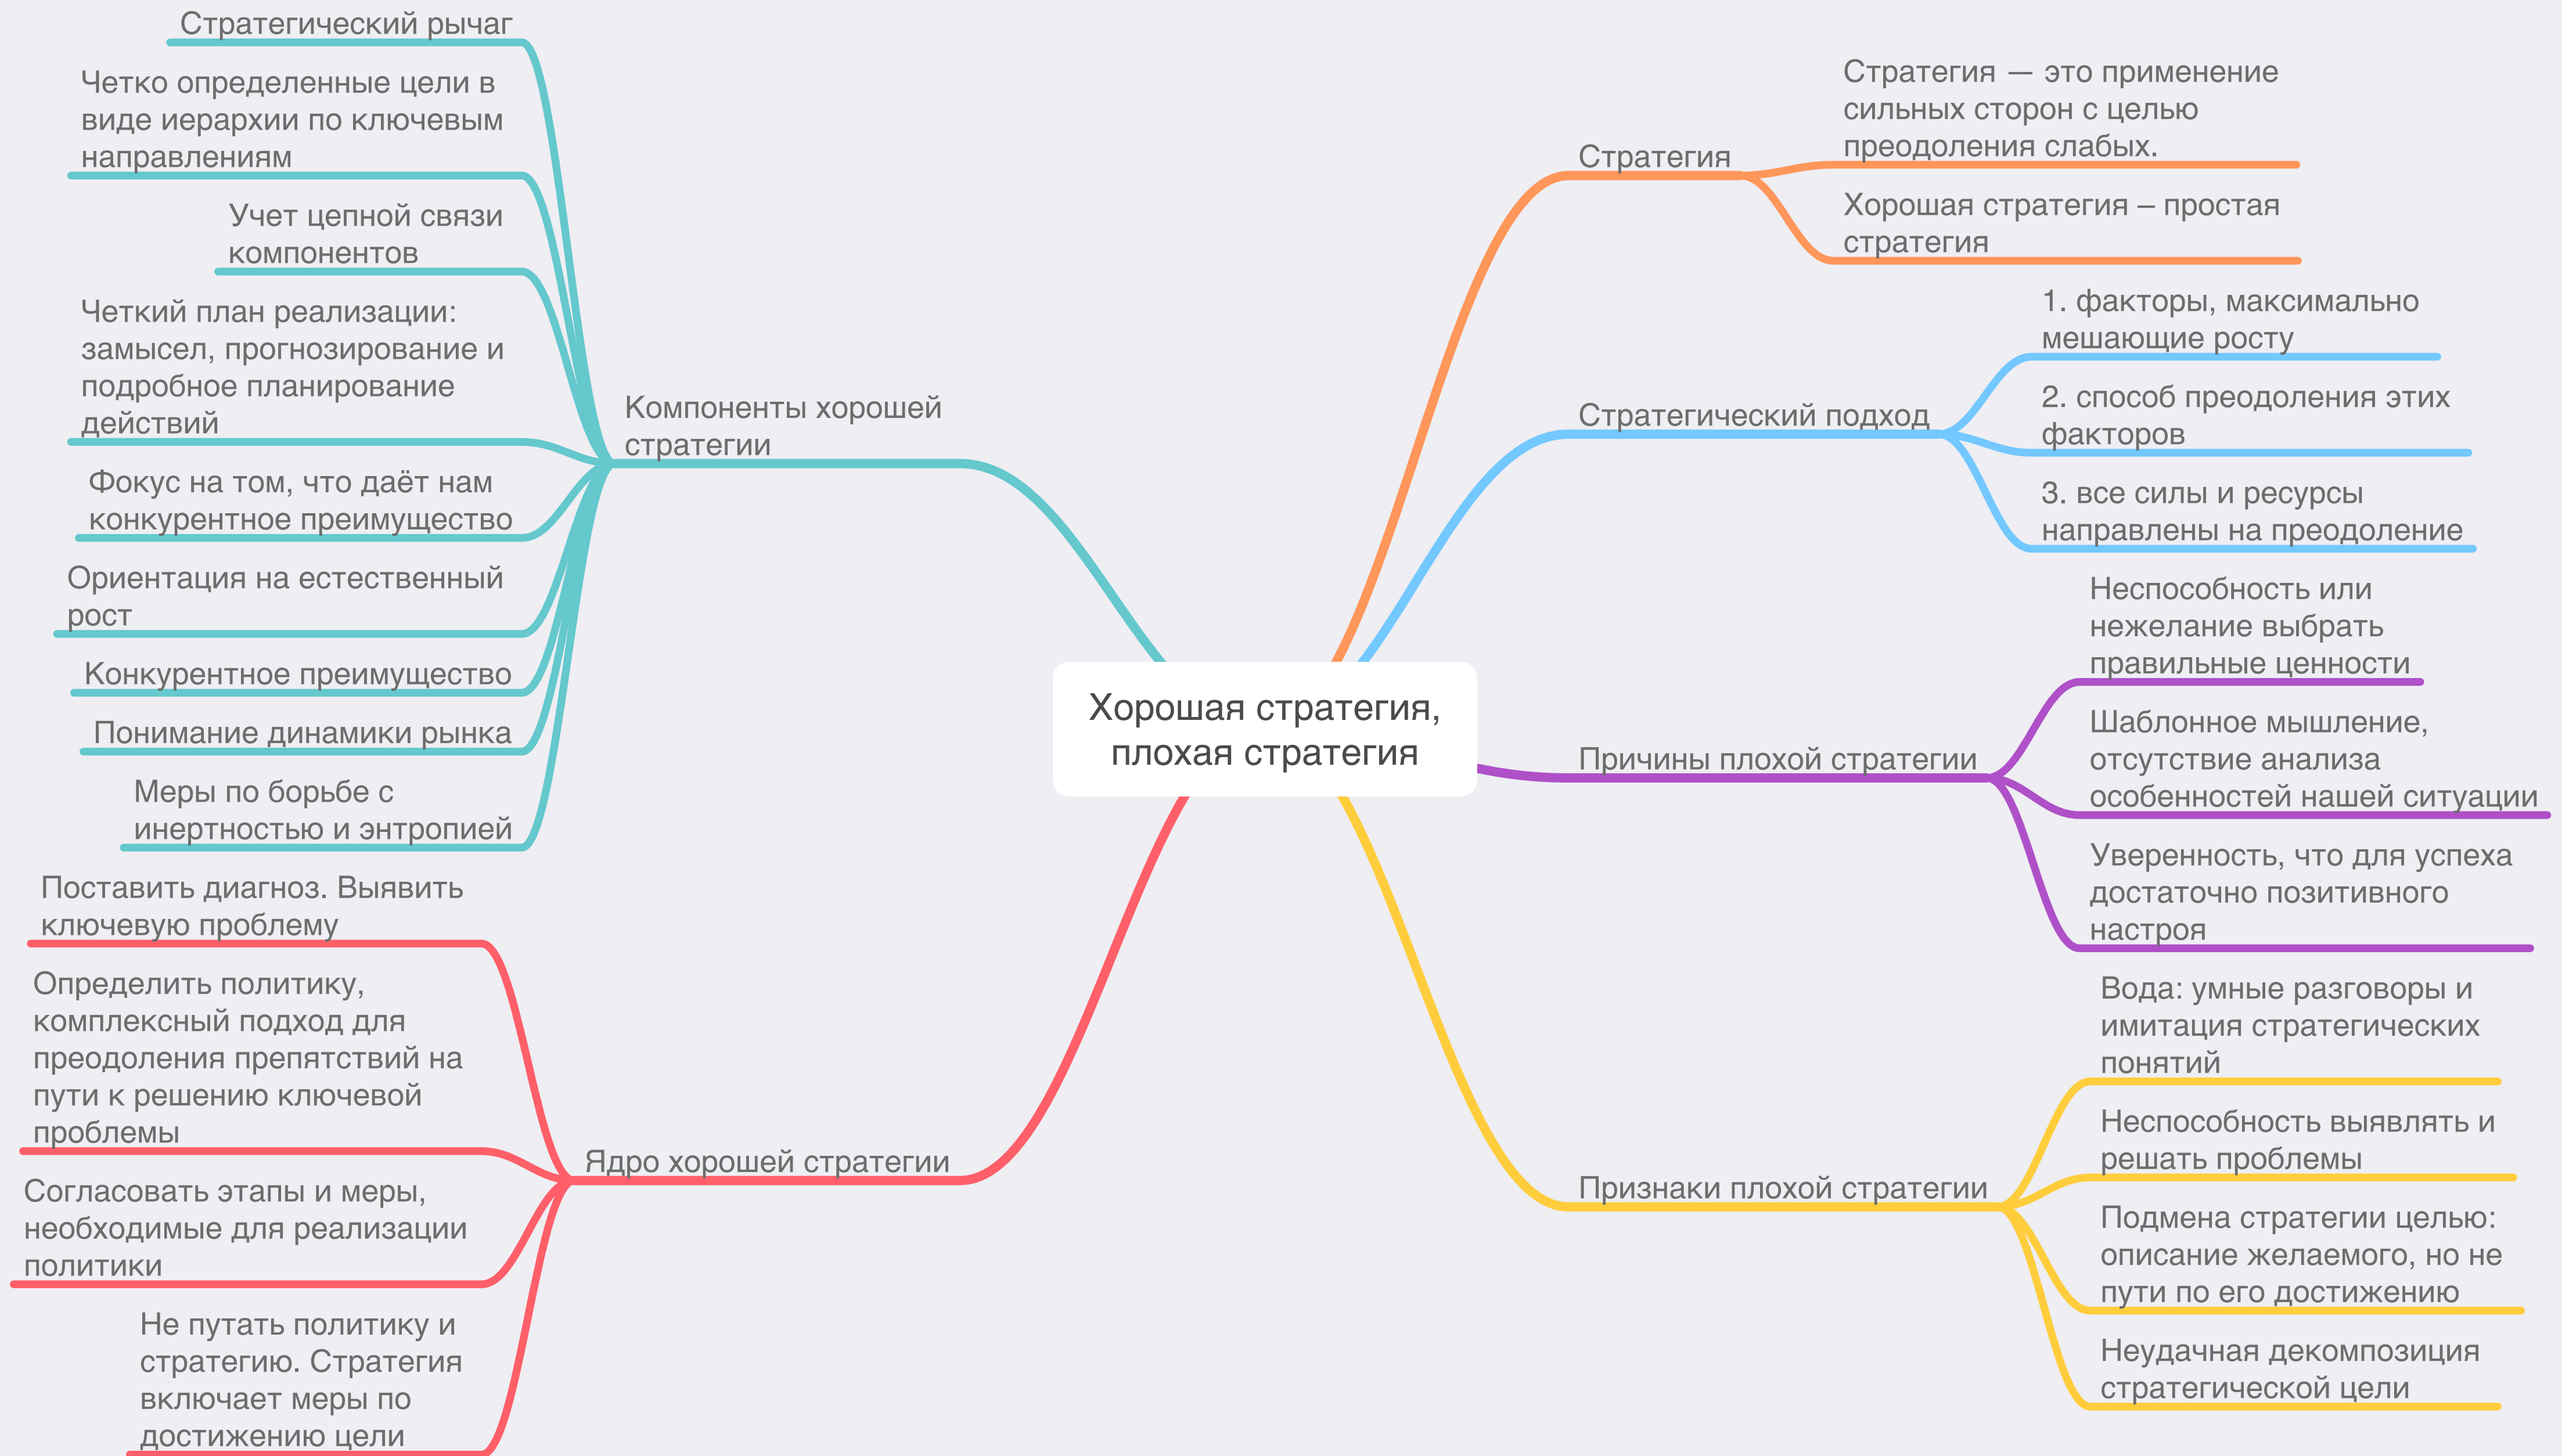 Хорошая стратегия,
плохая стратегия
Стратегия
Стратегия — это применение
сильных сторон с целью
преодоления слабых.
Хорошая стратегия – простая
стратегия
Стратегический подход
1. факторы, максимально
мешающие росту
2. способ преодоления этих
факторов
3. все силы и ресурсы
направлены на преодоление
Причины плохой стратегии
Неспособность или
нежелание выбрать
правильные ценности
Шаблонное мышление,
отсутствие анализа
особенностей нашей ситуации
Уверенность, что для успеха
достаточно позитивного
настроя
Признаки плохой стратегии
Вода: умные разговоры и
имитация стратегических
понятий
Неспособность выявлять и
решать проблемы
Подмена стратегии целью:
описание желаемого, но не
пути по его достижению
Неудачная декомпозиция
стратегической цели
Компоненты хорошей
стратегии
Стратегический рычаг
Четко определенные цели в
виде иерархии по ключевым
направлениям
Учет цепной связи
компонентов
Четкий план реализации:
замысел, прогнозирование и
подробное планирование
действий
Фокус на том, что даёт нам
конкурентное преимущество
Ориентация на естественный
рост
Конкурентное преимущество
Понимание динамики рынка
Меры по борьбе с
инертностью и энтропией
Ядро хорошей стратегии
Поставить диагноз. Выявить
ключевую проблему
Определить политику,
комплексный подход для
преодоления препятствий на
пути к решению ключевой
проблемы
Согласовать этапы и меры,
необходимые для реализации
политики
Не путать политику и
стратегию. Стратегия
включает меры по
достижению цели